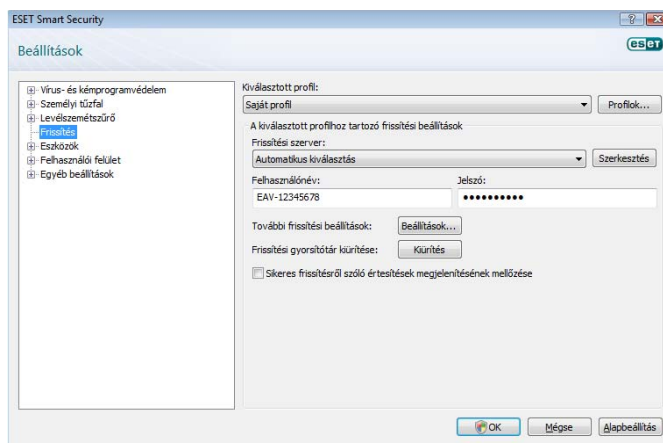 ESET Smart Security
Beállítások
eseT
Vírus- és kémprogramvédelem
Személyi tűzfal
Levélszemétszűrő
Frissítés
Eszközök
Felhasználói felület
Egyéb beállítások
Kiválasztott profil:
Saját profil
Profilok...
A kiválasztott profilhoz tartozó frissítési beállítások
Frissítési szerver:
Automatikus kiválasztás
Szerkesztés
Felhasználónév: Jelszó:
EAV-12345678 ●●●●●●●●●●
További frissítési beállítások: Beállítások...
Frissítési gyorsítótár kiürítése: Kiürítés
Sikeres frissítésről szóló értesítések megjelenítésének mellőzése
OK Mégse Alapbeállítás